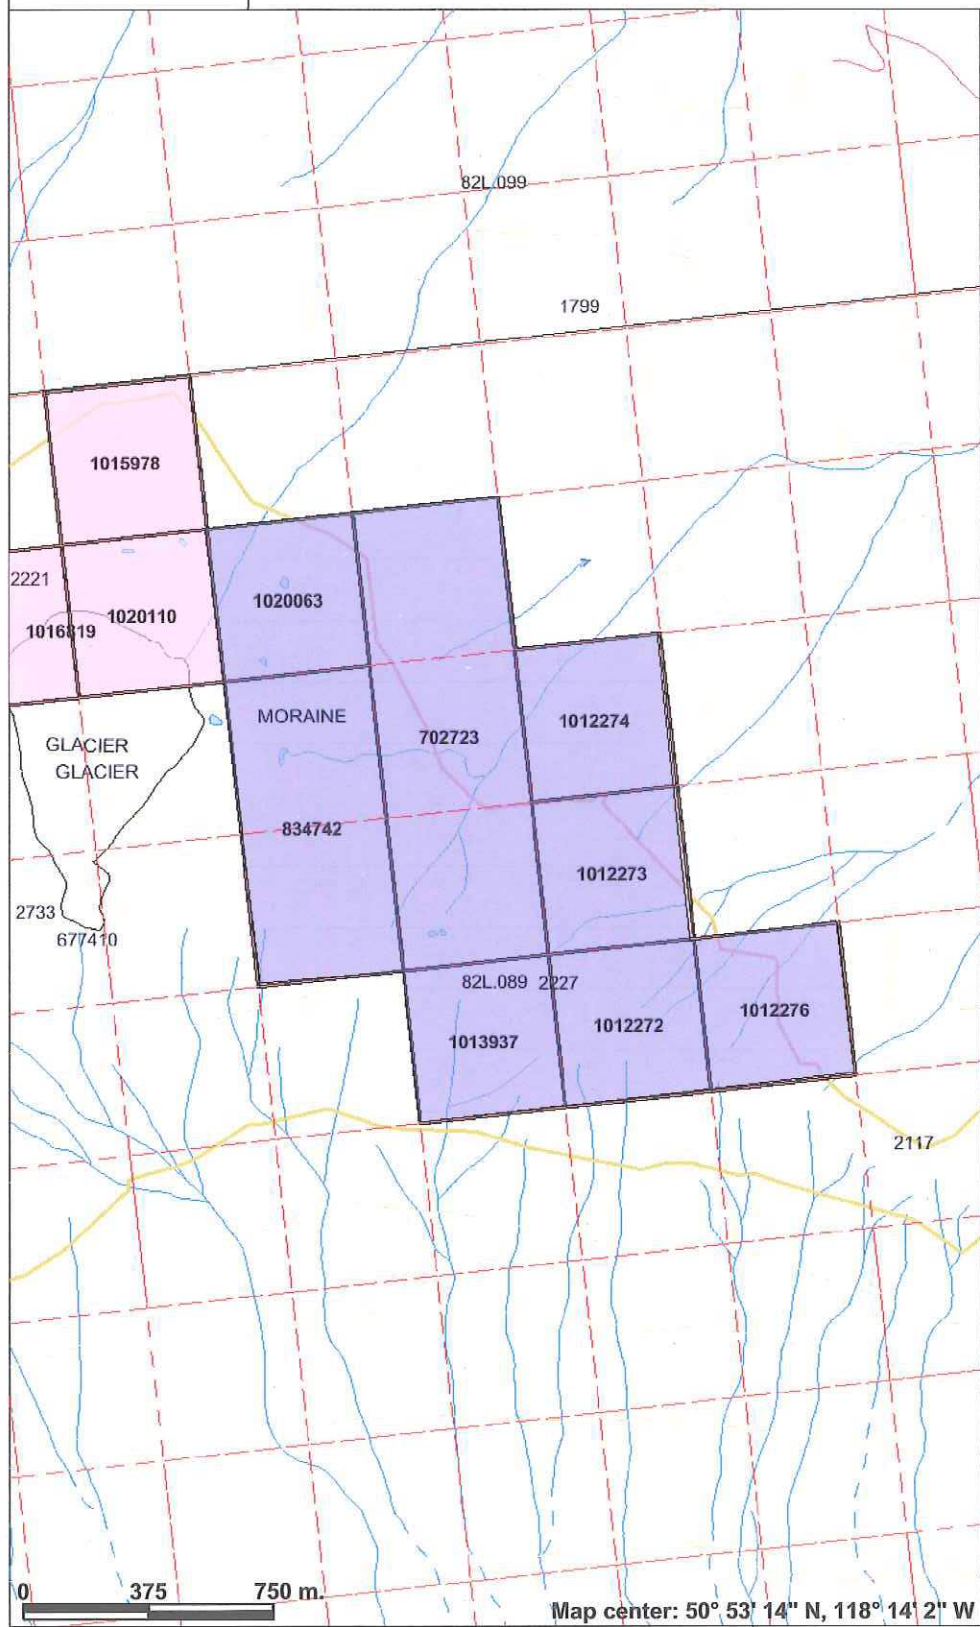 82L.099
1799
1015978
2221
1020063
1020110
1016819
MORAINE
1012274
702723
GLACIER
GLACIER
834742
1012273
2733
677410
82L.089 2227
1013937
1012272
1012276
2117
0 375 750 m.
Map center: 50° 53' 14" N, 118° 14' 2" W